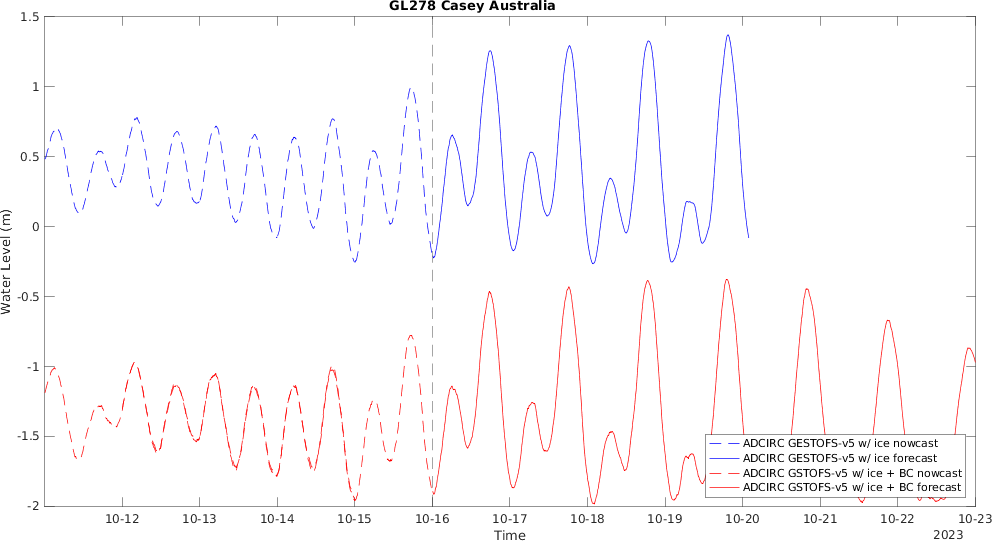 GL278 Casey Australia
1.5
1
0.5
0
-0.5
-1
-1.5
-2
Water Level (m)
ADCIRC GESTOFS-v5 w/ ice nowcast
ADCIRC GESTOFS-v5 w/ ice forecast
ADCIRC GSTOFS-v5 w/ ice + BC nowcast
ADCIRC GSTOFS-v5 w/ ice + BC forecast
10-12 10-13 10-14 10-15 10-16 10-17 10-18 10-19 10-20 10-21 10-22 10-23
Time
2023